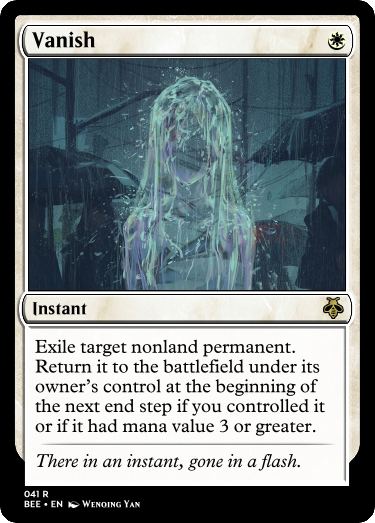 Vanish
Instant
Exile target nonland permanent.
Return it to the battlefield under its
owner's control at the beginning of
the next end step if you controlled it
or if it had mana value 3 or greater.
There in an instant, gone in a flash.
041 R
BEE • EN Wenqing Yan